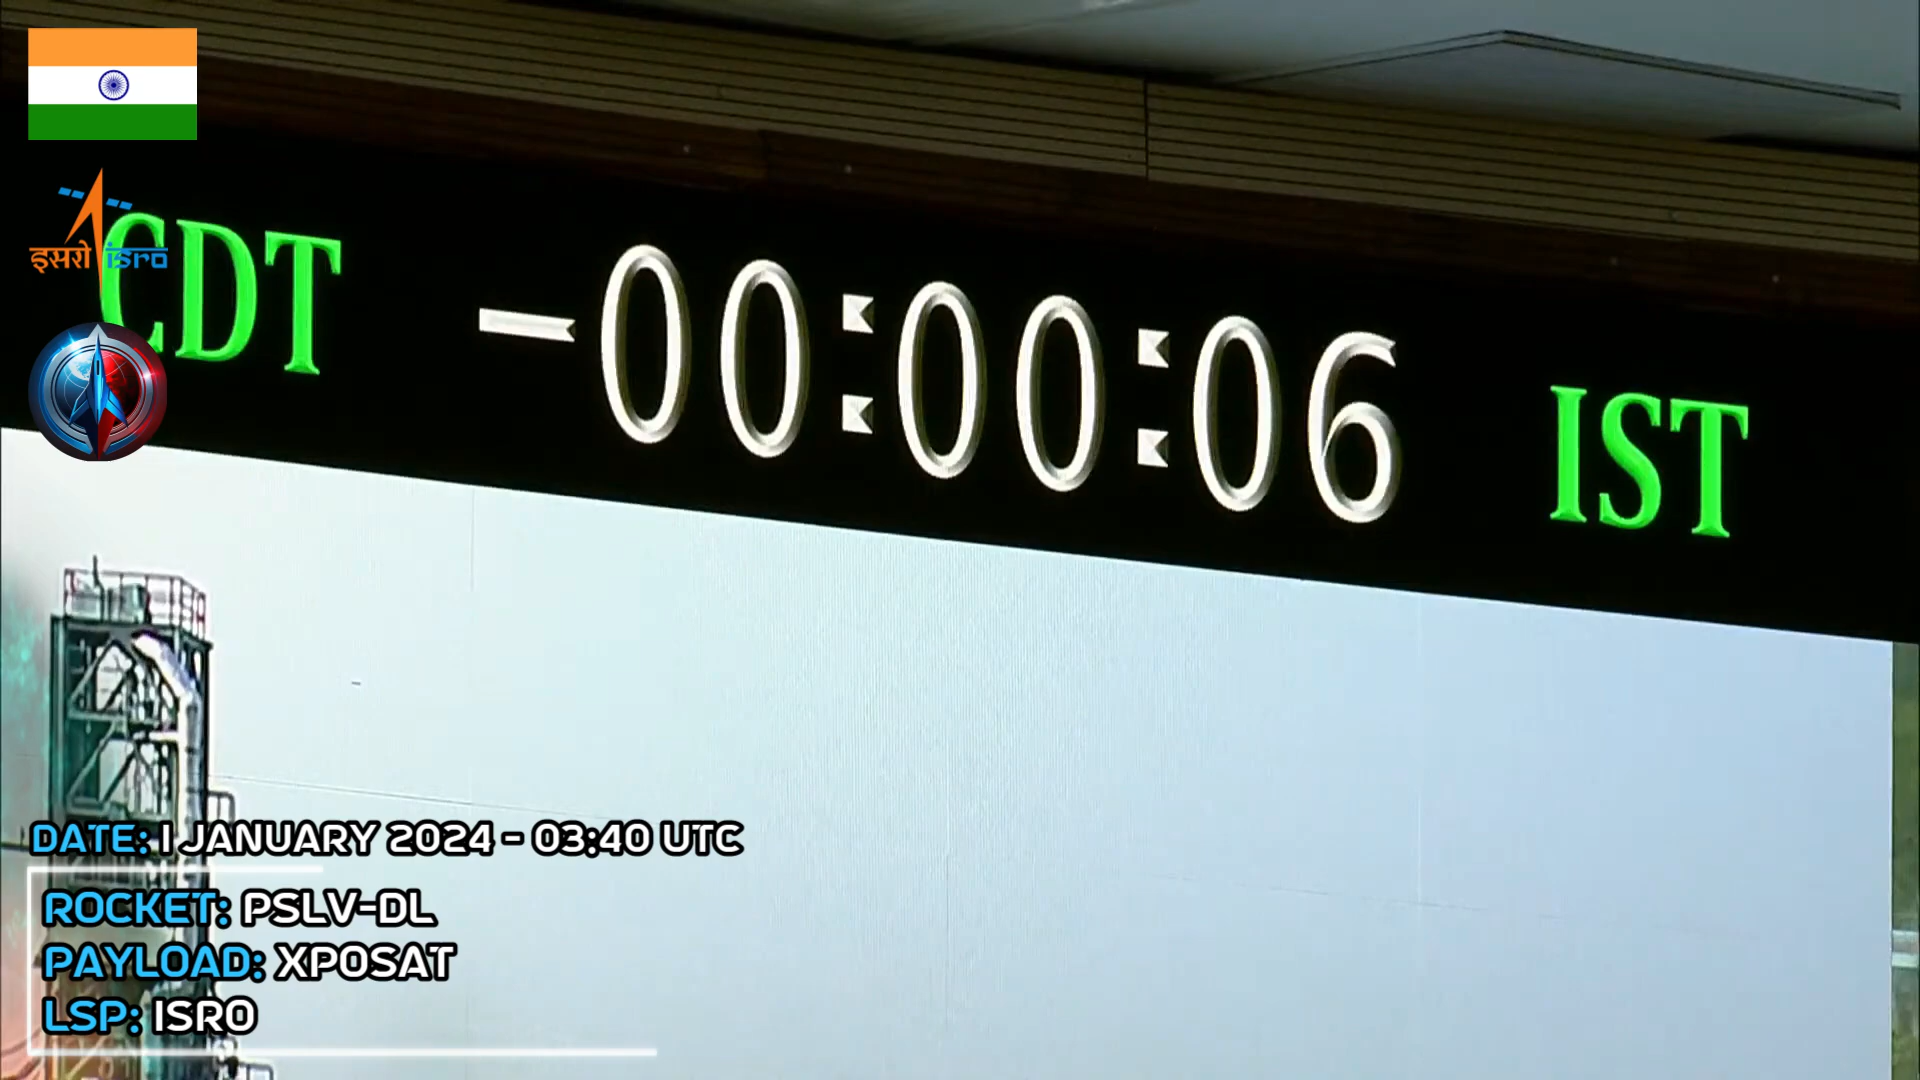 इसरो isro
CDT -00:00:06 IST
DATE: 1 JANUARY 2024 - 03:40 UTC
ROCKET: PSLV-DL
PAYLOAD: XPOSAT
LSP: ISRO